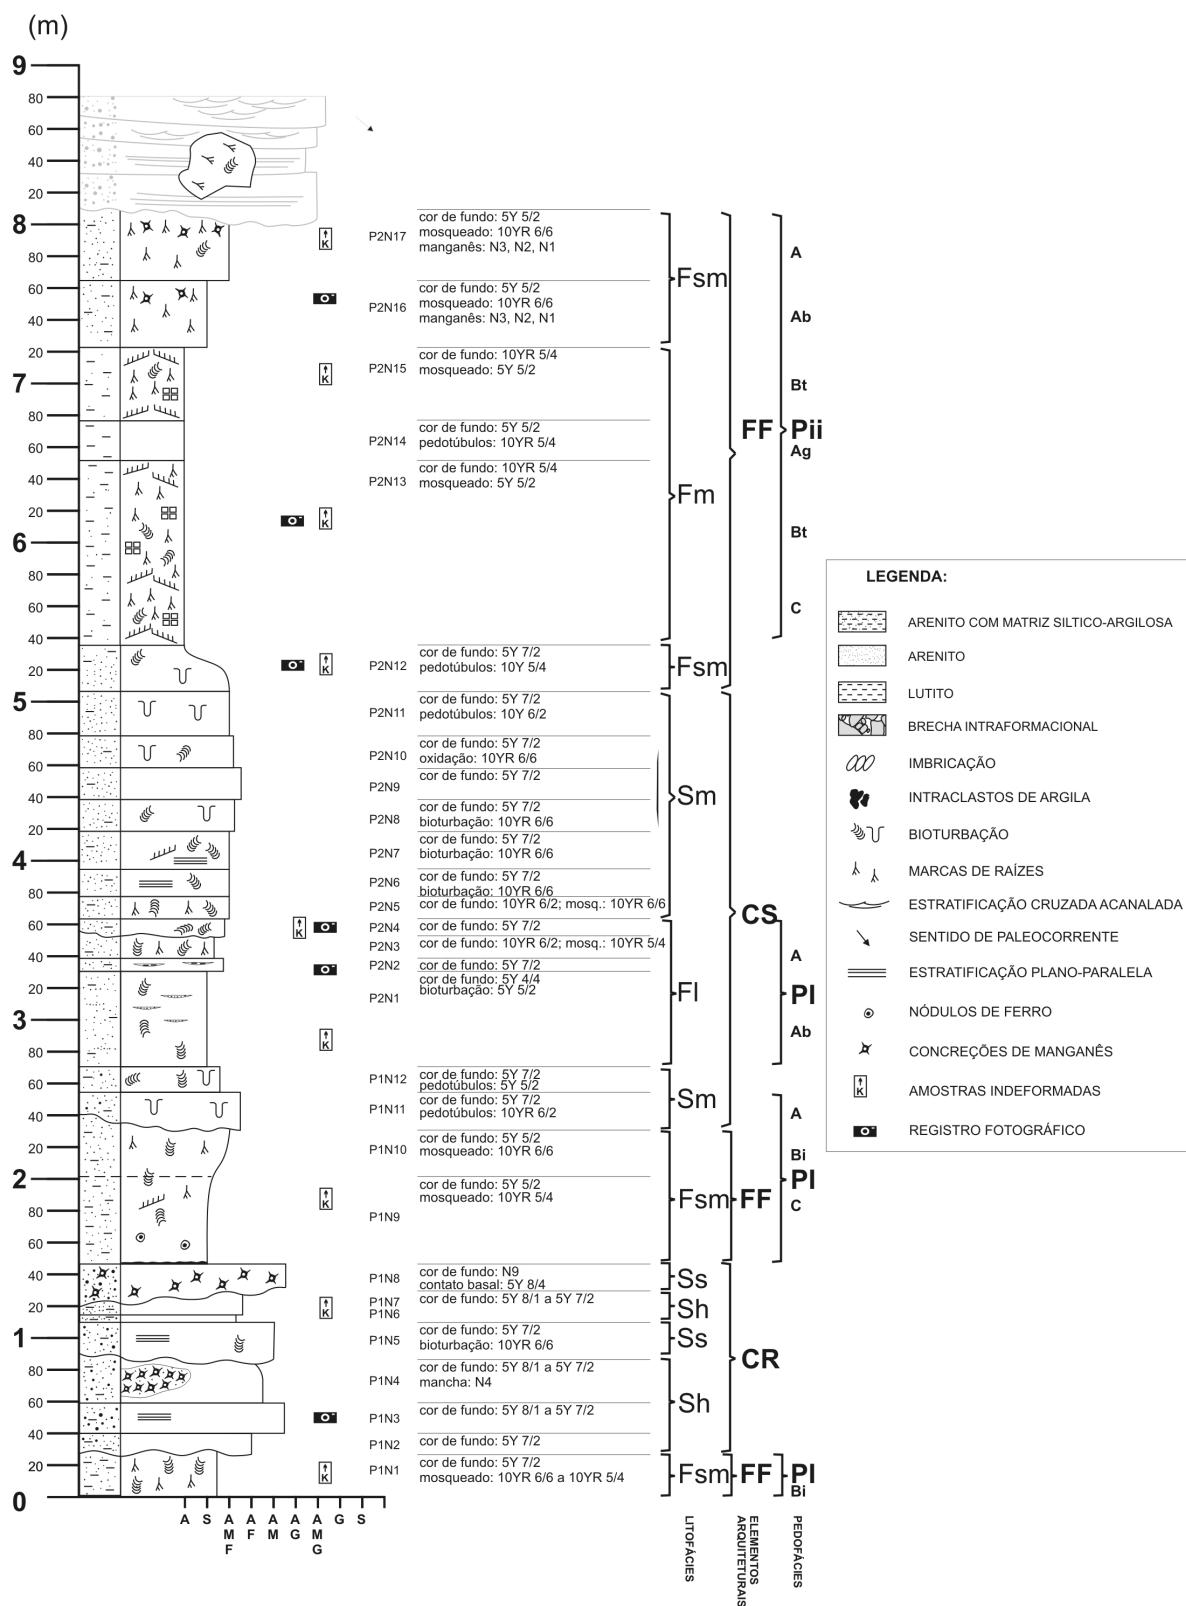 (m)
9
80
60
40
20
8
80
60
40
20
7
80
60
40
20
6
80
60
40
20
5
80
60
40
20
4
80
60
40
20
3
80
60
40
20
2
80
60
40
20
1
80
60
40
20
0
A S A M F A F A M A G A M G G S
P2N17
cor de fundo: 5Y 5/2
mosqueado: 10YR 6/6
manganês: N3, N2, N1
P2N16
cor de fundo: 5Y 5/2
mosqueado: 10YR 6/6
manganês: N3, N2, N1
P2N15
cor de fundo: 10YR 5/4
mosqueado: 5Y 5/2
P2N14
cor de fundo: 5Y 5/2
pedotúbulos: 10YR 5/4
P2N13
cor de fundo: 10YR 5/4
mosqueado: 5Y 5/2
P2N12
cor de fundo: 5Y 7/2
pedotúbulos: 10Y 5/4
P2N11
cor de fundo: 5Y 7/2
pedotúbulos: 10Y 6/2
P2N10
cor de fundo: 5Y 7/2
oxidação: 10YR 6/6
P2N9
cor de fundo: 5Y 7/2
P2N8
cor de fundo: 5Y 7/2
bioturbação: 10YR 6/6
P2N7
cor de fundo: 5Y 7/2
bioturbação: 10YR 6/6
P2N6
cor de fundo: 5Y 7/2
bioturbação: 10YR 6/6
P2N5
cor de fundo: 10YR 6/2; mosq.: 10YR 6/6
P2N4
cor de fundo: 5Y 7/2
P2N3
cor de fundo: 10YR 6/2; mosq.: 10YR 5/4
P2N2
cor de fundo: 5Y 7/2
P2N1
cor de fundo: 5Y 4/4
bioturbação: 5Y 5/2
P1N12
cor de fundo: 5Y 7/2
pedotúbulos: 5Y 5/2
P1N11
cor de fundo: 5Y 7/2
pedotúbulos: 10YR 6/2
P1N10
cor de fundo: 5Y 5/2
mosqueado: 10YR 6/6
P1N9
cor de fundo: 5Y 5/2
mosqueado: 10YR 5/4
P1N8
cor de fundo: N9
contato basal: 5Y 8/4
P1N7
cor de fundo: 5Y 8/1 a 5Y 7/2
P1N6
P1N5
cor de fundo: 5Y 7/2
bioturbação: 10YR 6/6
P1N4
cor de fundo: 5Y 8/1 a 5Y 7/2
mancha: N4
P1N3
cor de fundo: 5Y 8/1 a 5Y 7/2
P1N2
cor de fundo: 5Y 7/2
P1N1
cor de fundo: 5Y 7/2
mosqueado: 10YR 6/6 a 10YR 5/4
K
K
K
K
K
K
K
K
K
Fsm
Fm
Fsm
Sm
Fl
Sm
Fsm
Ss
Sh
Ss
Sh
Fsm
LITOFÁCIES
FF
CS
FF
CR
FF
ELEMENTOS
ARQUITETURAIS
A
Ab
Bt
Pii
Ag
Bt
C
A
PI
Ab
A
Bi
PI
C
PI
Bi
PEDOFÁCIES
LEGENDA:
ARENITO COM MATRIZ SILTICO-ARGILOSA
ARENITO
LUTITO
BRECHA INTRAFORMACIONAL
IMBRICAÇÃO
INTRACLASTOS DE ARGILA
BIOTURBAÇÃO
MARCAS DE RAÍZES
ESTRATIFICAÇÃO CRUZADA ACANALADA
SENTIDO DE PALEOCORRENTE
ESTRATIFICAÇÃO PLANO-PARALELA
NÓDULOS DE FERRO
CONCREÇÕES DE MANGANÊS
K
AMOSTRAS INDEFORMADAS
REGISTRO FOTOGRÁFICO